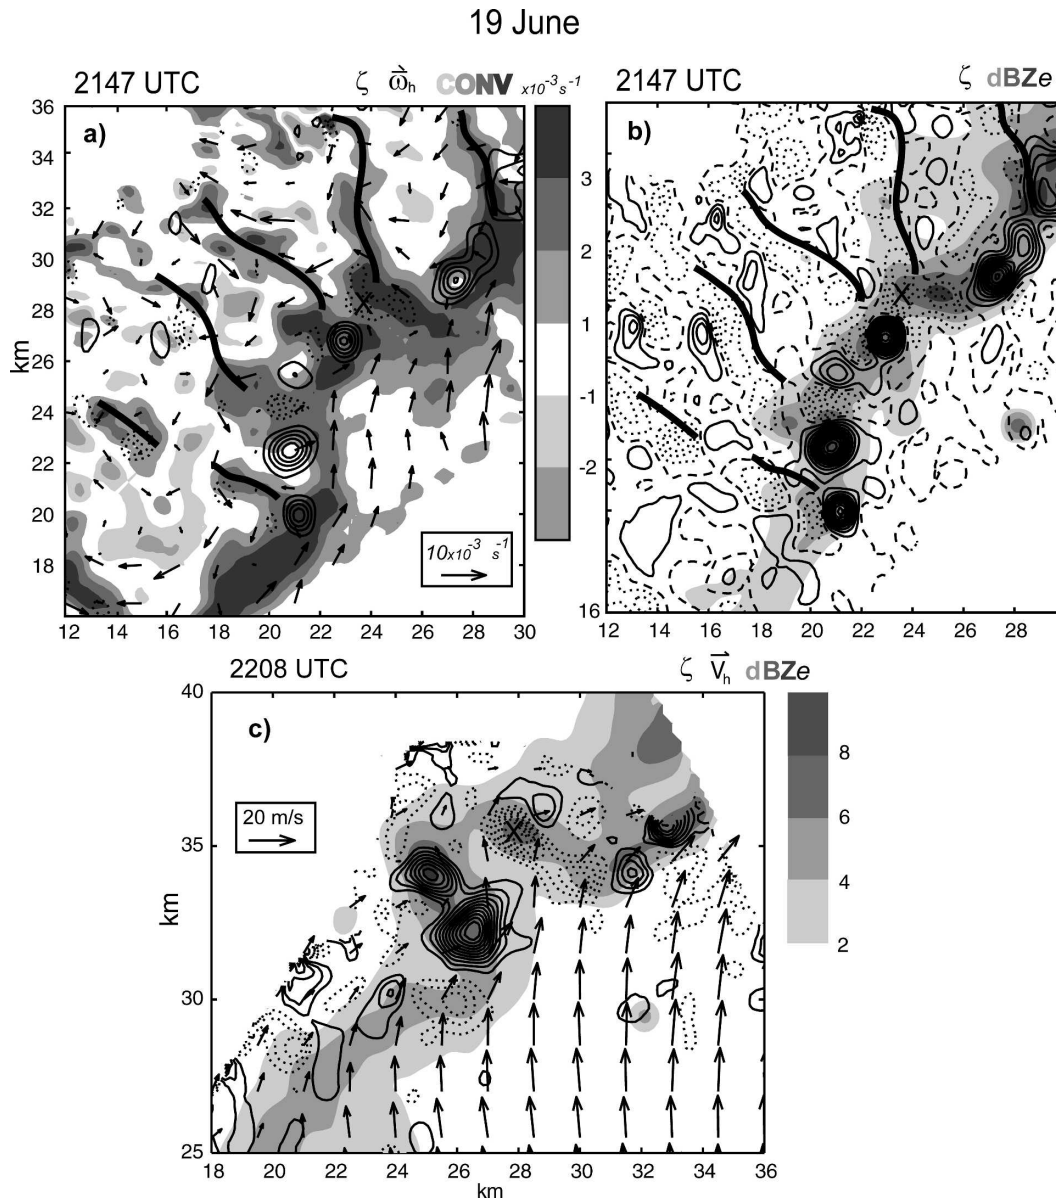 19 June
2147 UTC ζ ω⃗h CONV x10⁻³s⁻¹
2147 UTC ζ dBZe
a)
b)
36
34
32
30
28
26
24
22
20
18
km
3
2
1
-1
-2
10x10⁻³ s⁻¹
16
12 14 16 18 20 22 24 26 28 30
12 14 16 18 20 21 24 26 28
km
2208 UTC ζ V⃗h dBZe
c)
20 m/s
40
35
30
25
km
8
6
4
2
18 20 22 24 26 28 30 32 34 36
km